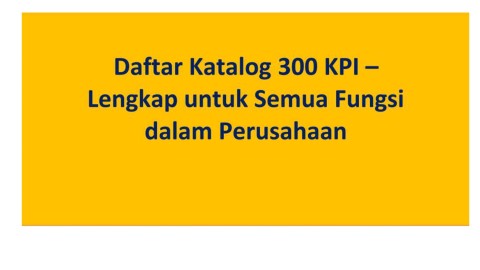 Daftar Katalog 300 KPI –
Lengkap untuk Semua Fungsi
dalam Perusahaan